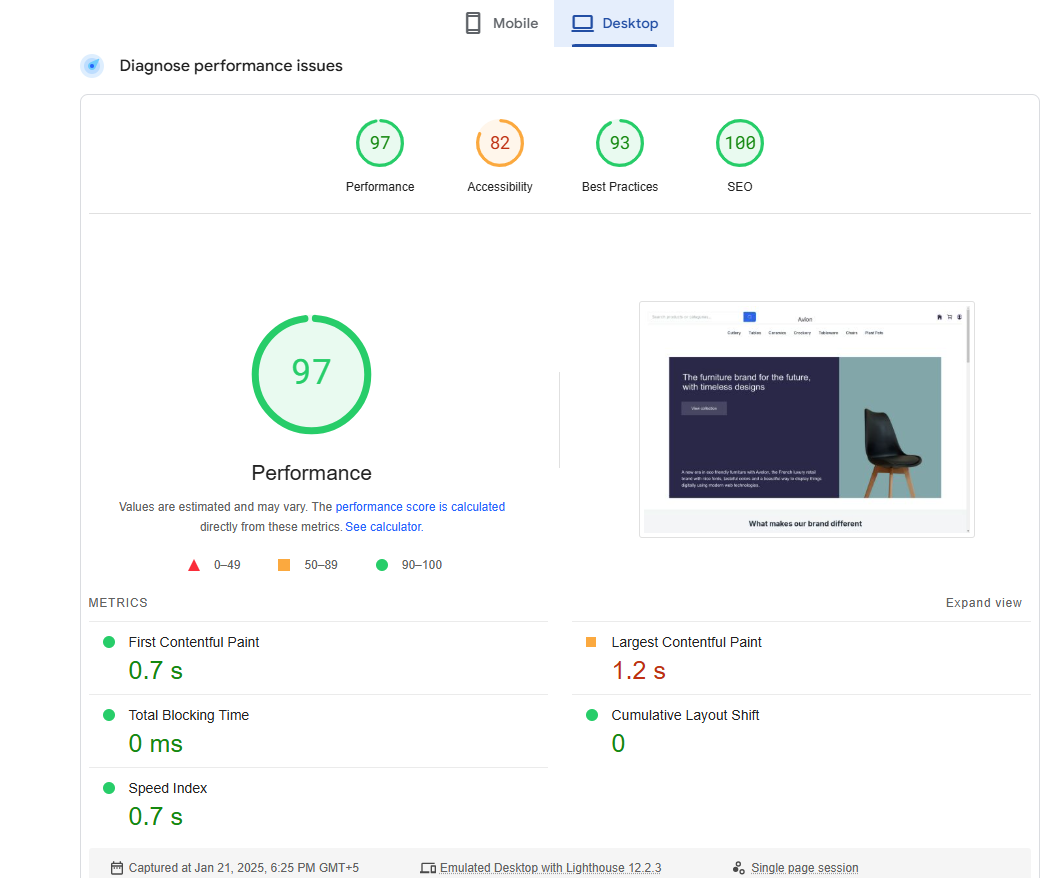 Mobile
Desktop
Diagnose performance issues
97
82
93
100
Performance
Accessibility
Best Practices
SEO
97
Performance
Values are estimated and may vary. The performance score is calculated
directly from these metrics. See calculator.
0–49
50–89
90–100
Search products or categories...
Avion
Gallery Tables Ceramics Crockery Tableware Chairs Plant Pots
The furniture brand for the future,
with timeless designs
View collection
A new era in eco friendly furniture with Avelon, the French luxury retail
brand with nice fonts, tasteful colors and a beautiful way to display things
digitally using modern web technologies.
What makes our brand different
METRICS
Expand view
First Contentful Paint
0.7 s
Largest Contentful Paint
1.2 s
Total Blocking Time
0 ms
Cumulative Layout Shift
0
Speed Index
0.7 s
Captured at Jan 21, 2025, 6:25 PM GMT+5
Emulated Desktop with Lighthouse 12.2.3
Single page session